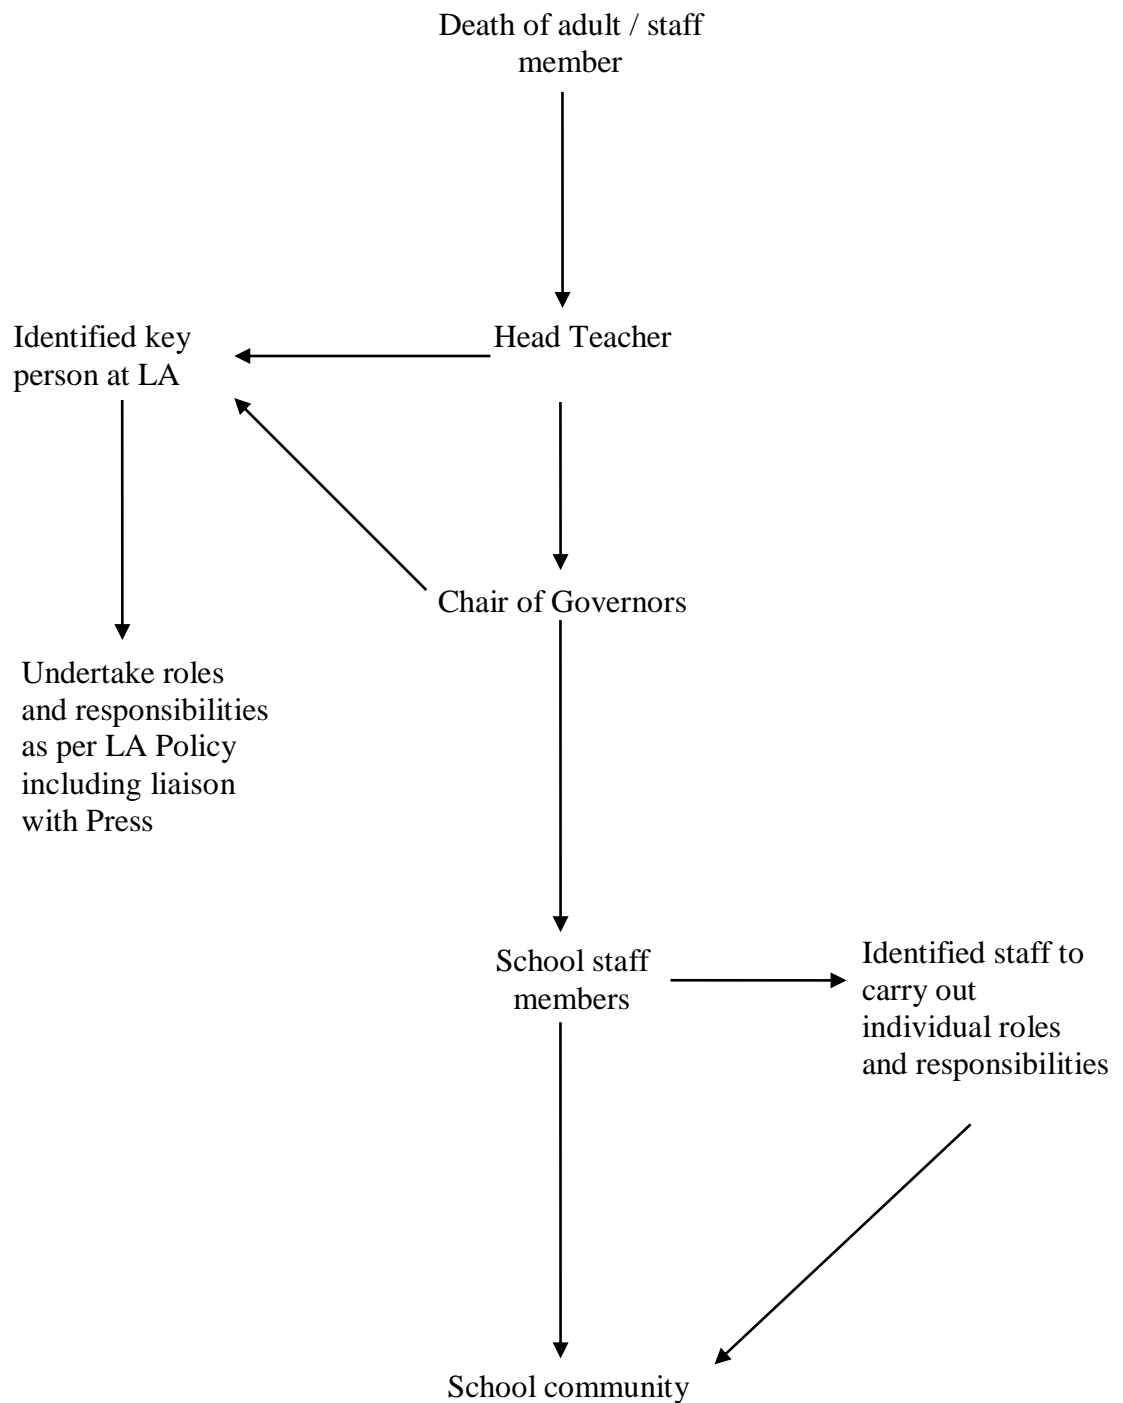 Death of adult / staff
member
Identified key
person at LA
Head Teacher
Chair of Governors
Undertake roles
and responsibilities
as per LA Policy
including liaison
with Press
School staff
members
Identified staff to
carry out
individual roles
and responsibilities
School community